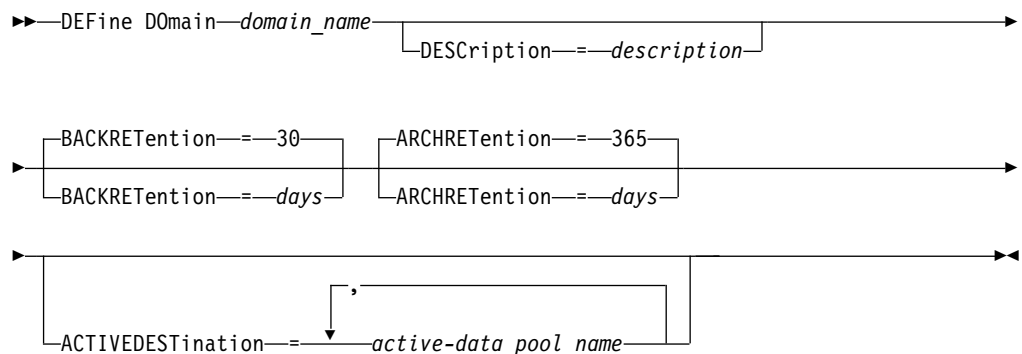 DEFine DOmain domain_name
DESCription = description
BACKRETention = 30 ARCHRETention = 365
BACKRETention = days ARCHRETention = days
,
ACTIVEDESTination = active-data pool name